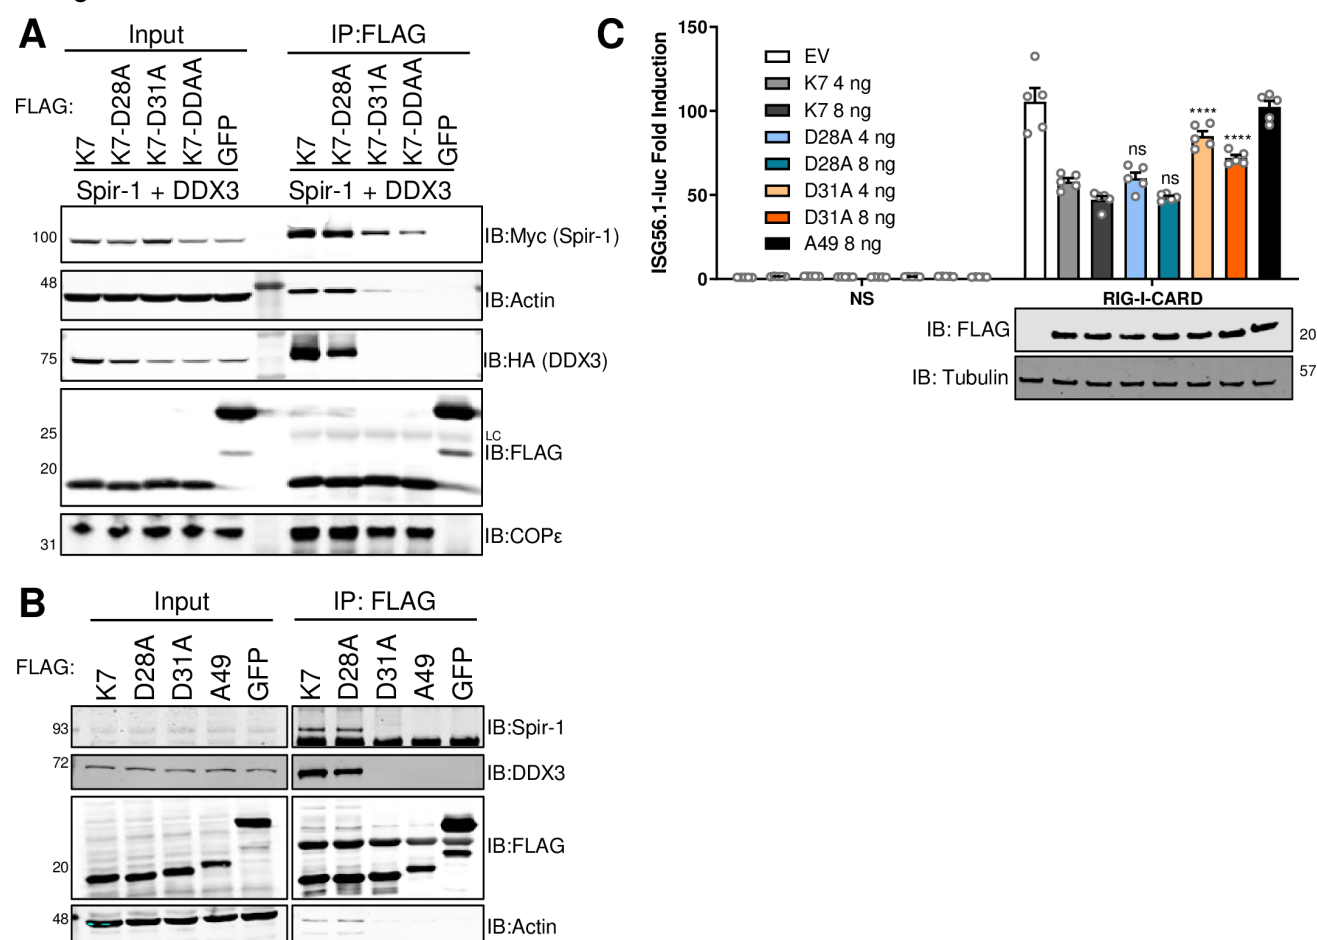 A
Input
IP:FLAG
FLAG:
K7
K7-D28A
K7-D31A
K7-DDAA
GFP
K7
K7-D28A
K7-D31A
K7-DDAA
GFP
Spir-1 + DDX3
Spir-1 + DDX3
100
IB:Myc (Spir-1)
48
IB:Actin
75
IB:HA (DDX3)
25
LC
IB:FLAG
20
31
IB:COPε
B
Input
IP: FLAG
FLAG:
K7
D28A
D31A
A49
GFP
K7
D28A
D31A
A49
GFP
93
IB:Spir-1
72
IB:DDX3
20
IB:FLAG
48
IB:Actin
C
ISG56.1-luc Fold Induction
150
100
50
0
EV
K7 4 ng
K7 8 ng
D28A 4 ng
D28A 8 ng
D31A 4 ng
D31A 8 ng
A49 8 ng
ns
ns
****
****
NS
RIG-I-CARD
IB: FLAG
20
IB: Tubulin
57